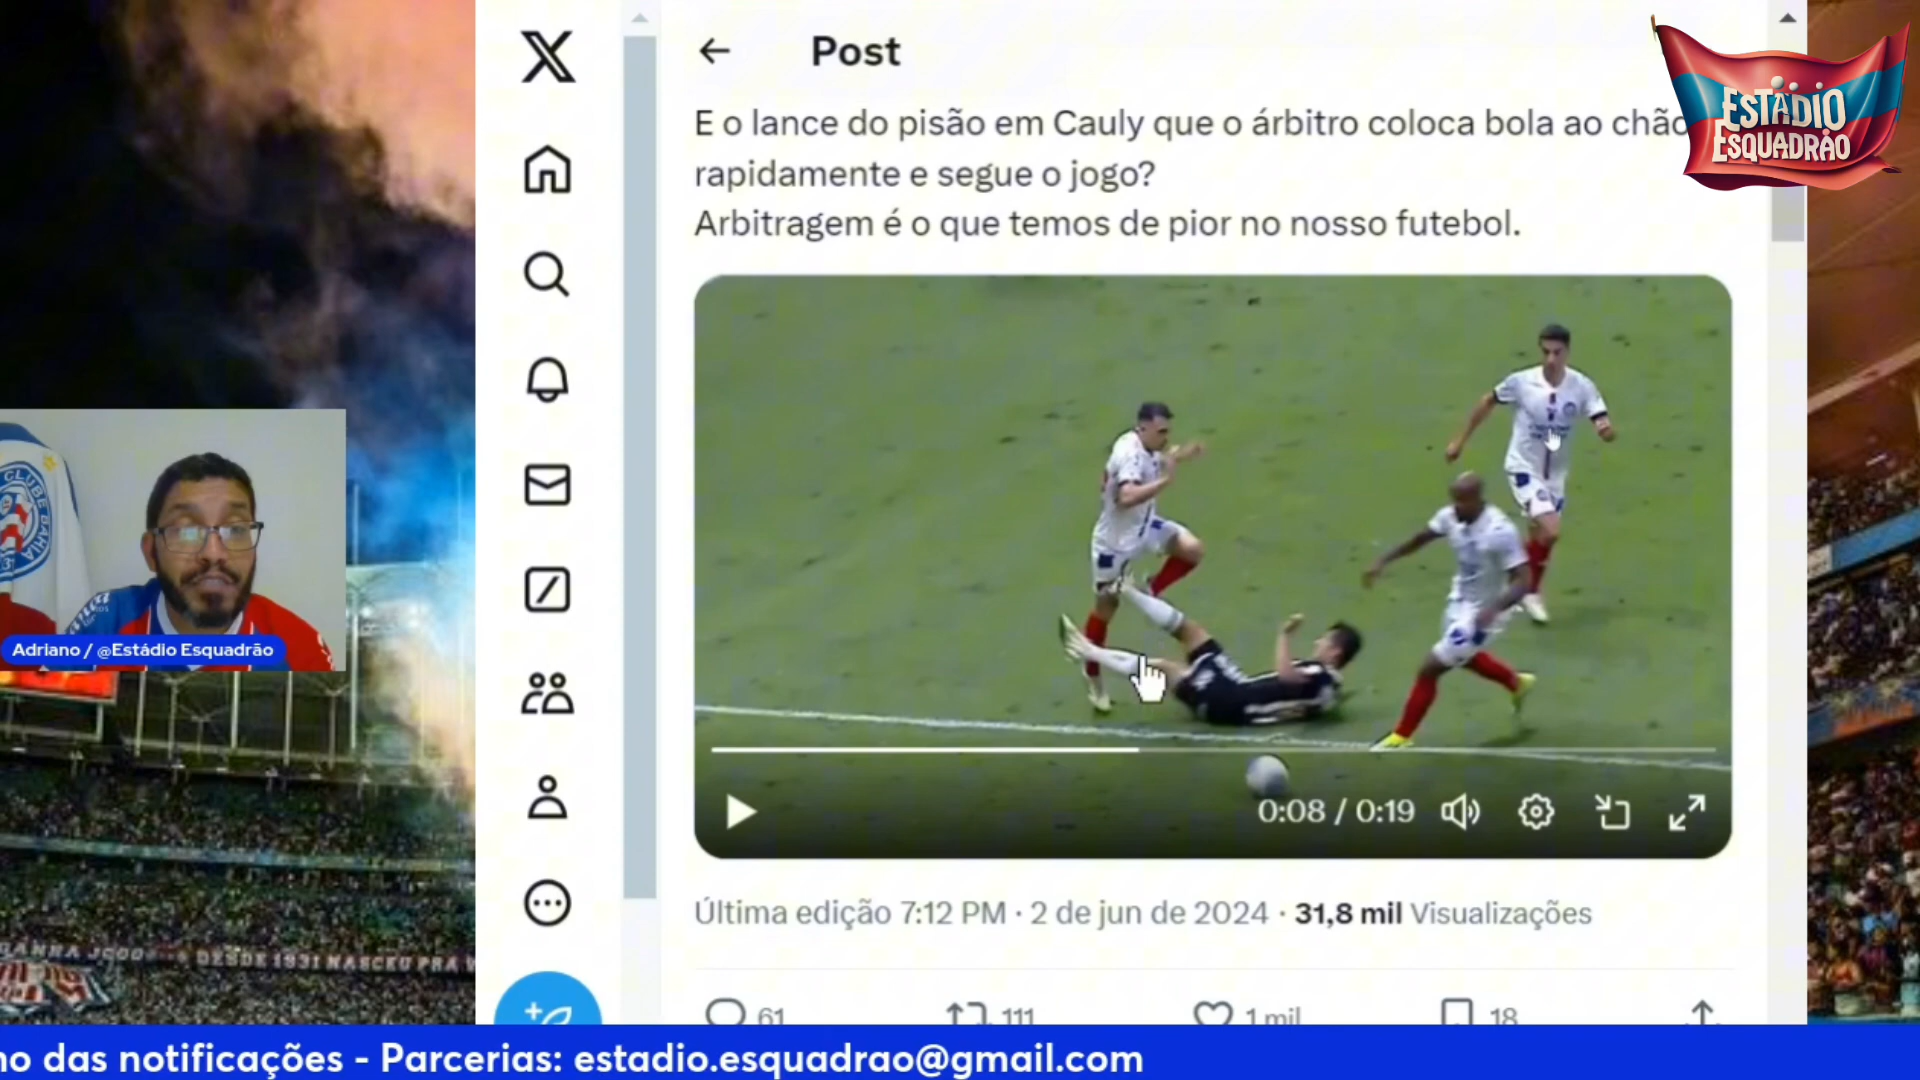 Post
E o lance do pisão em Cauly que o árbitro coloca bola ao chão
rapidamente e segue o jogo?
Arbitragem é o que temos de pior no nosso futebol.
ESTÁDIO
ESQUADRÃO
CLUBE BAHIA
31
Adriano / @Estádio Esquadrão
0:08 / 0:19
Última edição 7:12 PM · 2 de jun de 2024 · 31,8 mil Visualizações
DESDE 1931 NASCEU PRA V
61
111
1 mil
18
no das notificações - Parcerias: estadio.esquadrao@gmail.com